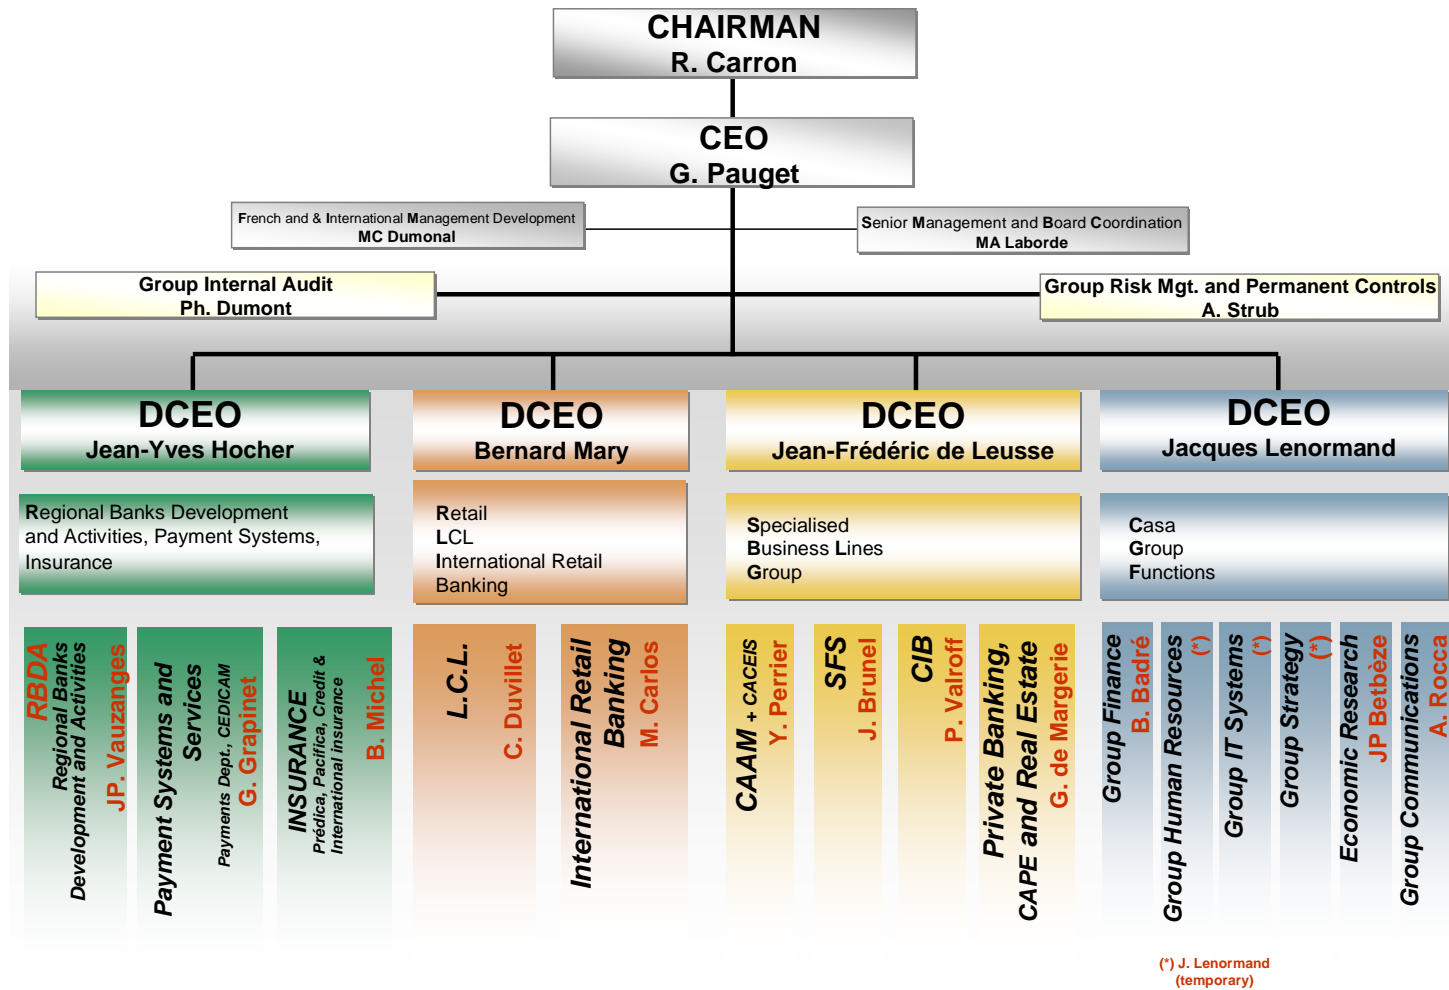 CHAIRMAN
R. Carron
CEO
G. Pauget
French and & International Management Development
MC Dumonal
Senior Management and Board Coordination
MA Laborde
Group Internal Audit
Ph. Dumont
Group Risk Mgt. and Permanent Controls
A. Strub
DCEO
Jean-Yves Hocher
DCEO
Bernard Mary
DCEO
Jean-Frédéric de Leusse
DCEO
Jacques Lenormand
Regional Banks Development
and Activities, Payment Systems,
Insurance
Retail
LCL
International Retail
Banking
Specialised
Business Lines
Group
Casa
Group
Functions
RBDA
Regional Banks
Development and Activities
JP. Vauzanges
Payment Systems and
Services
Payments Dept., CEDICAM
G. Grapinet
INSURANCE
Prédica, Pacifica, Credit &
International insurance
B. Michel
L.C.L.
C. Duvillet
International Retail
Banking
M. Carlos
CAAM + CACEIS
Y. Perrier
SFS
J. Brunel
CIB
P. Valroff
Private Banking,
CAPE and Real Estate
G. de Margerie
Group Finance
B. Badré
Group Human Resources
(*)
Group IT Systems
(*)
Group Strategy
(*)
Economic Research
JP Betbèze
Group Communications
A. Rocca
(*) J. Lenormand
(temporary)